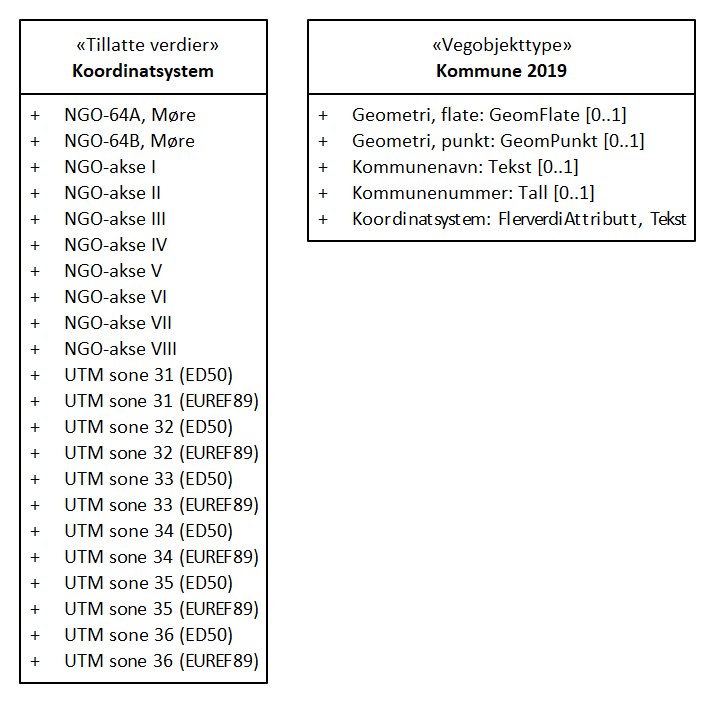 «Tillatte verdier»
Koordinatsystem
+ NGO-64A, Møre
+ NGO-64B, Møre
+ NGO-akse I
+ NGO-akse II
+ NGO-akse III
+ NGO-akse IV
+ NGO-akse V
+ NGO-akse VI
+ NGO-akse VII
+ NGO-akse VIII
+ UTM sone 31 (ED50)
+ UTM sone 31 (EUREF89)
+ UTM sone 32 (ED50)
+ UTM sone 32 (EUREF89)
+ UTM sone 33 (ED50)
+ UTM sone 33 (EUREF89)
+ UTM sone 34 (ED50)
+ UTM sone 34 (EUREF89)
+ UTM sone 35 (ED50)
+ UTM sone 35 (EUREF89)
+ UTM sone 36 (ED50)
+ UTM sone 36 (EUREF89)
«Vegobjekttype»
Kommune 2019
+ Geometri, flate: GeomFlate [0..1]
+ Geometri, punkt: GeomPunkt [0..1]
+ Kommunenavn: Tekst [0..1]
+ Kommunenummer: Tall [0..1]
+ Koordinatsystem: FlerverdiAttributt, Tekst